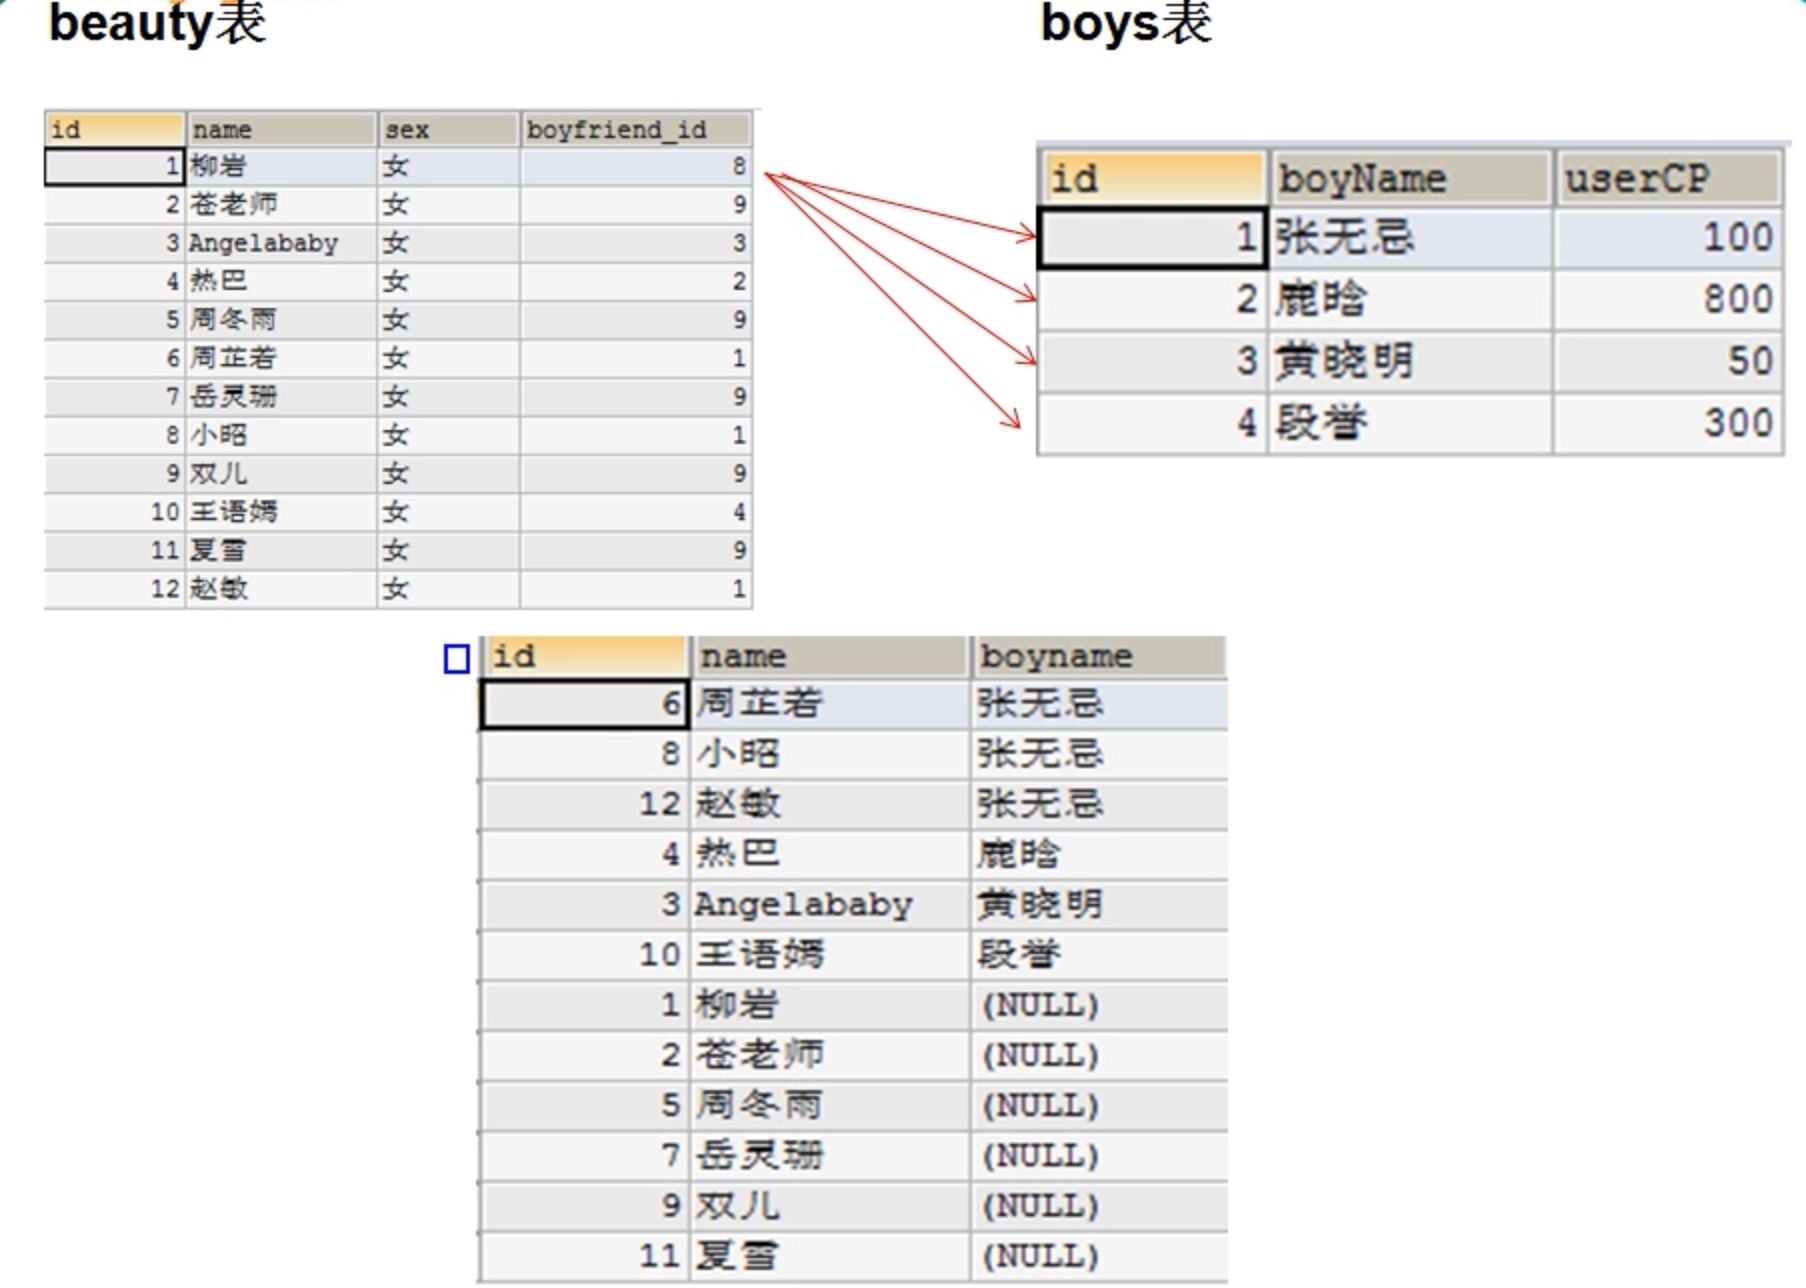 beauty表
id name sex boyfriend_id
1 柳岩 女 8
2 苍老师 女 9
3 Angelababy 女 3
4 热巴 女 2
5 周冬雨 女 9
6 周芷若 女 1
7 岳灵珊 女 9
8 小昭 女 1
9 双儿 女 9
10 王语嫣 女 4
11 夏雪 女 9
12 赵敏 女 1
boys表
id boyName userCP
1 张无忌 100
2 鹿晗 800
3 黄晓明 50
4 段誉 300
id name boyname
6 周芷若 张无忌
8 小昭 张无忌
12 赵敏 张无忌
4 热巴 鹿晗
3 Angelababy 黄晓明
10 王语嫣 段誉
1 柳岩 (NULL)
2 苍老师 (NULL)
5 周冬雨 (NULL)
7 岳灵珊 (NULL)
9 双儿 (NULL)
11 夏雪 (NULL)